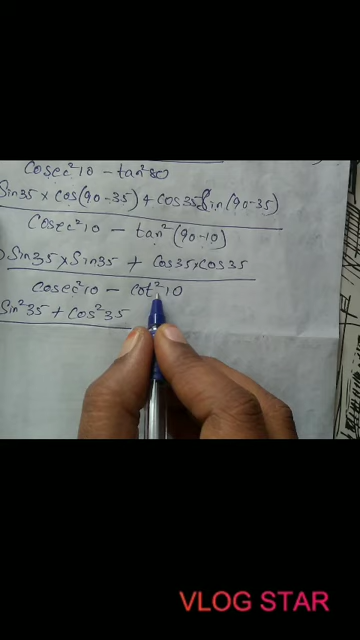 Cosec²10 - tan²80
Sin35 x cos(90-35) + cos35 Sin(90-35)
Cosec²10 - tan²(90-10)
Sin35 x Sin35 + Cos35 x Cos35
Cosec²10 - Cot²10
Sin²35 + Cos²35
VLOG STAR